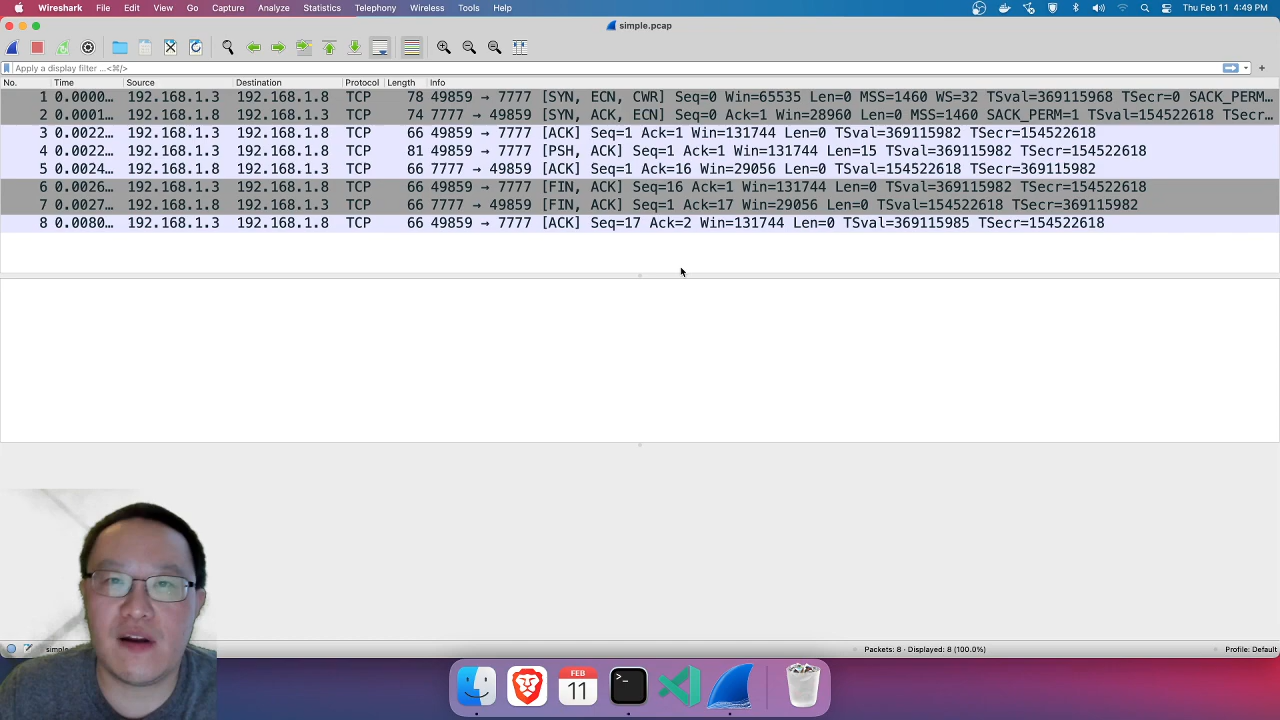 Wireshark File Edit View Go Capture Analyze Statistics Telephony Wireless Tools Help Thu Feb 11 4:49 PM
simple.pcap
Apply a display filter ... <⌘/>
No. Time Source Destination Protocol Length Info
1 0.0000… 192.168.1.3 192.168.1.8 TCP 78 49859 → 7777 [SYN, ECN, CWR] Seq=0 Win=65535 Len=0 MSS=1460 WS=32 TSval=369115968 TSecr=0 SACK_PERM…
2 0.0001… 192.168.1.8 192.168.1.3 TCP 74 7777 → 49859 [SYN, ACK, ECN] Seq=0 Ack=1 Win=28960 Len=0 MSS=1460 SACK_PERM=1 TSval=154522618 TSecr…
3 0.0022… 192.168.1.3 192.168.1.8 TCP 66 49859 → 7777 [ACK] Seq=1 Ack=1 Win=131744 Len=0 TSval=369115982 TSecr=154522618
4 0.0022… 192.168.1.3 192.168.1.8 TCP 81 49859 → 7777 [PSH, ACK] Seq=1 Ack=1 Win=131744 Len=15 TSval=369115982 TSecr=154522618
5 0.0024… 192.168.1.8 192.168.1.3 TCP 66 7777 → 49859 [ACK] Seq=1 Ack=16 Win=29056 Len=0 TSval=154522618 TSecr=369115982
6 0.0026… 192.168.1.3 192.168.1.8 TCP 66 49859 → 7777 [FIN, ACK] Seq=16 Ack=1 Win=131744 Len=0 TSval=369115982 TSecr=154522618
7 0.0027… 192.168.1.8 192.168.1.3 TCP 66 7777 → 49859 [FIN, ACK] Seq=1 Ack=17 Win=29056 Len=0 TSval=154522618 TSecr=369115982
8 0.0080… 192.168.1.3 192.168.1.8 TCP 66 49859 → 7777 [ACK] Seq=17 Ack=2 Win=131744 Len=0 TSval=369115985 TSecr=154522618
simple Packets: 8 · Displayed: 8 (100.0%) Profile: Default
FEB
11
>_